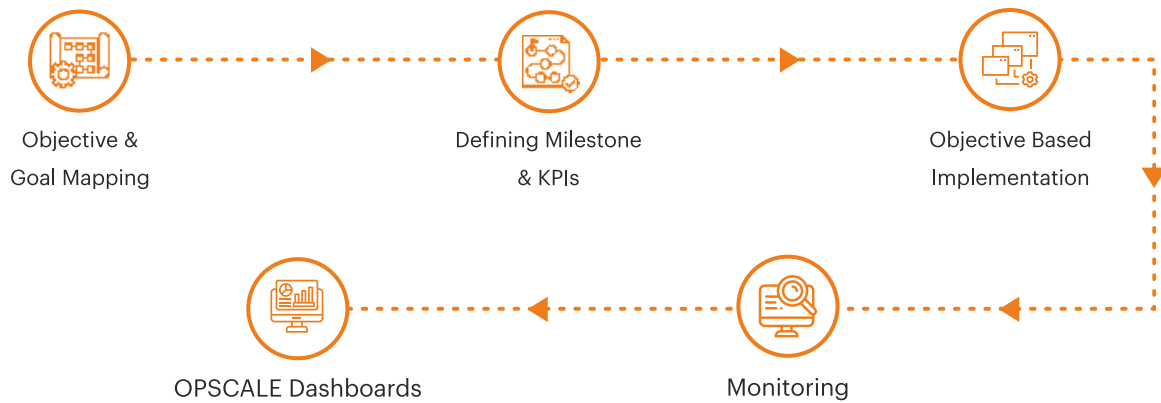 Objective &
Goal Mapping
Defining Milestone
& KPIs
Objective Based
Implementation
OPSCALE Dashboards
Monitoring